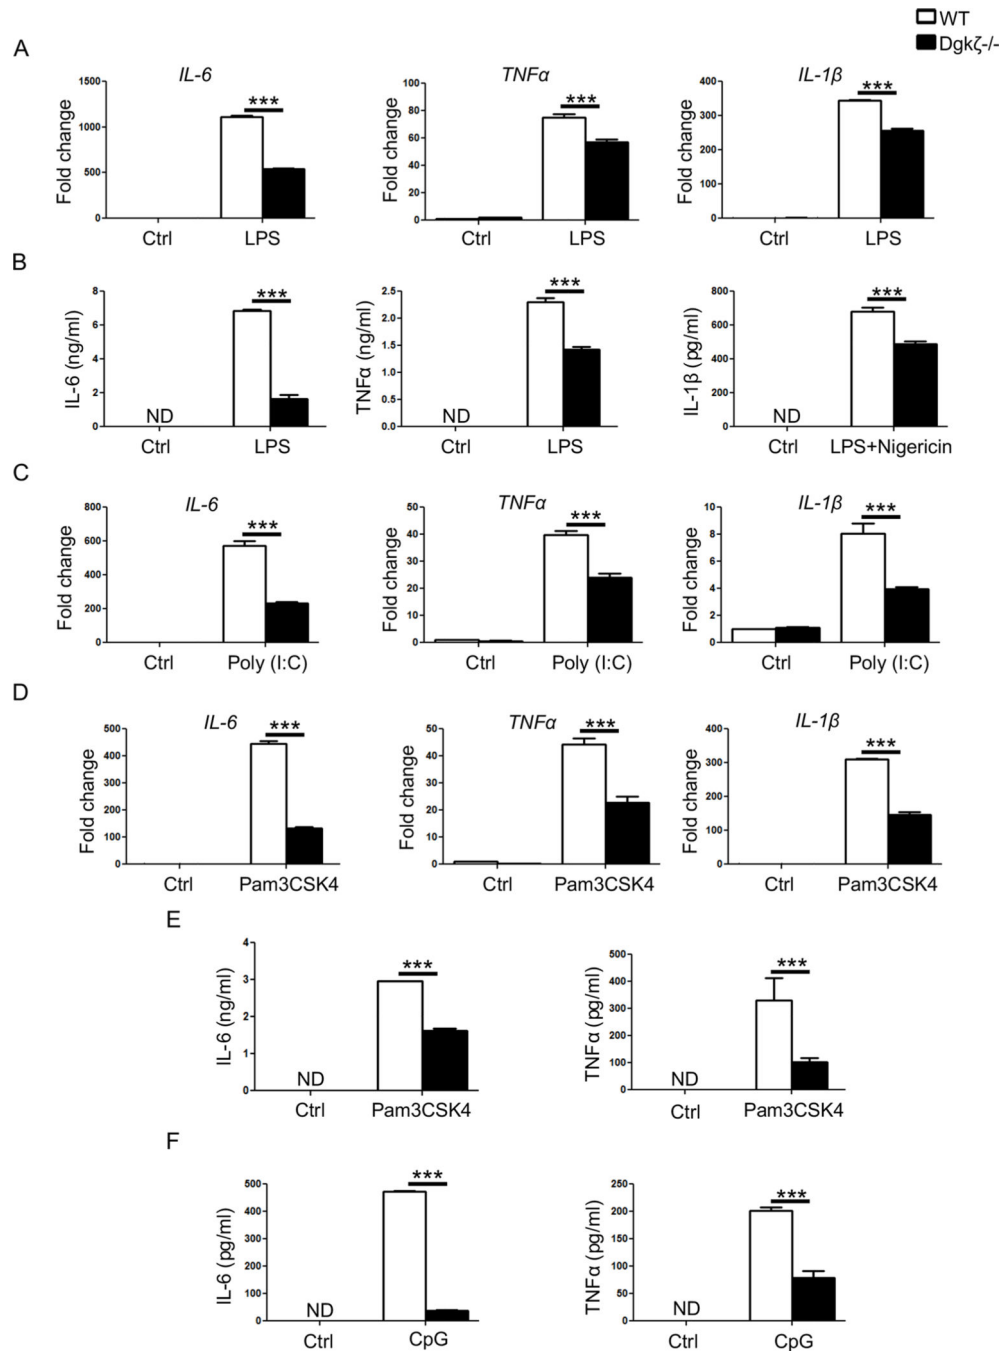 WT
Dgkζ-/-
A
IL-6 TNFα IL-1β
Fold change Fold change Fold change
1500 1000 500 0
100 80 60 40 20 0
400 300 200 100 0
*** *** ***
Ctrl LPS Ctrl LPS Ctrl LPS
B
IL-6 (ng/ml) TNFα (ng/ml) IL-1β (pg/ml)
8 6 4 2 0
2.5 2.0 1.5 1.0 0.5 0.0
800 600 400 200 0
*** *** ***
ND ND ND
Ctrl LPS Ctrl LPS Ctrl LPS+Nigericin
C
IL-6 TNFα IL-1β
Fold change Fold change Fold change
800 600 400 200 0
50 40 30 20 10 0
10 8 6 4 2 0
*** *** ***
Ctrl Poly (I:C) Ctrl Poly (I:C) Ctrl Poly (I:C)
D
IL-6 TNFα IL-1β
Fold change Fold change Fold change
500 400 300 200 100 0
50 40 30 20 10 0
400 300 200 100 0
*** *** ***
Ctrl Pam3CSK4 Ctrl Pam3CSK4 Ctrl Pam3CSK4
E
IL-6 (ng/ml) TNFα (pg/ml)
4 3 2 1 0
500 400 300 200 100 0
*** ***
ND ND
Ctrl Pam3CSK4 Ctrl Pam3CSK4
F
IL-6 (pg/ml) TNFα (pg/ml)
500 400 300 200 100 0
250 200 150 100 50 0
*** ***
ND ND
Ctrl CpG Ctrl CpG